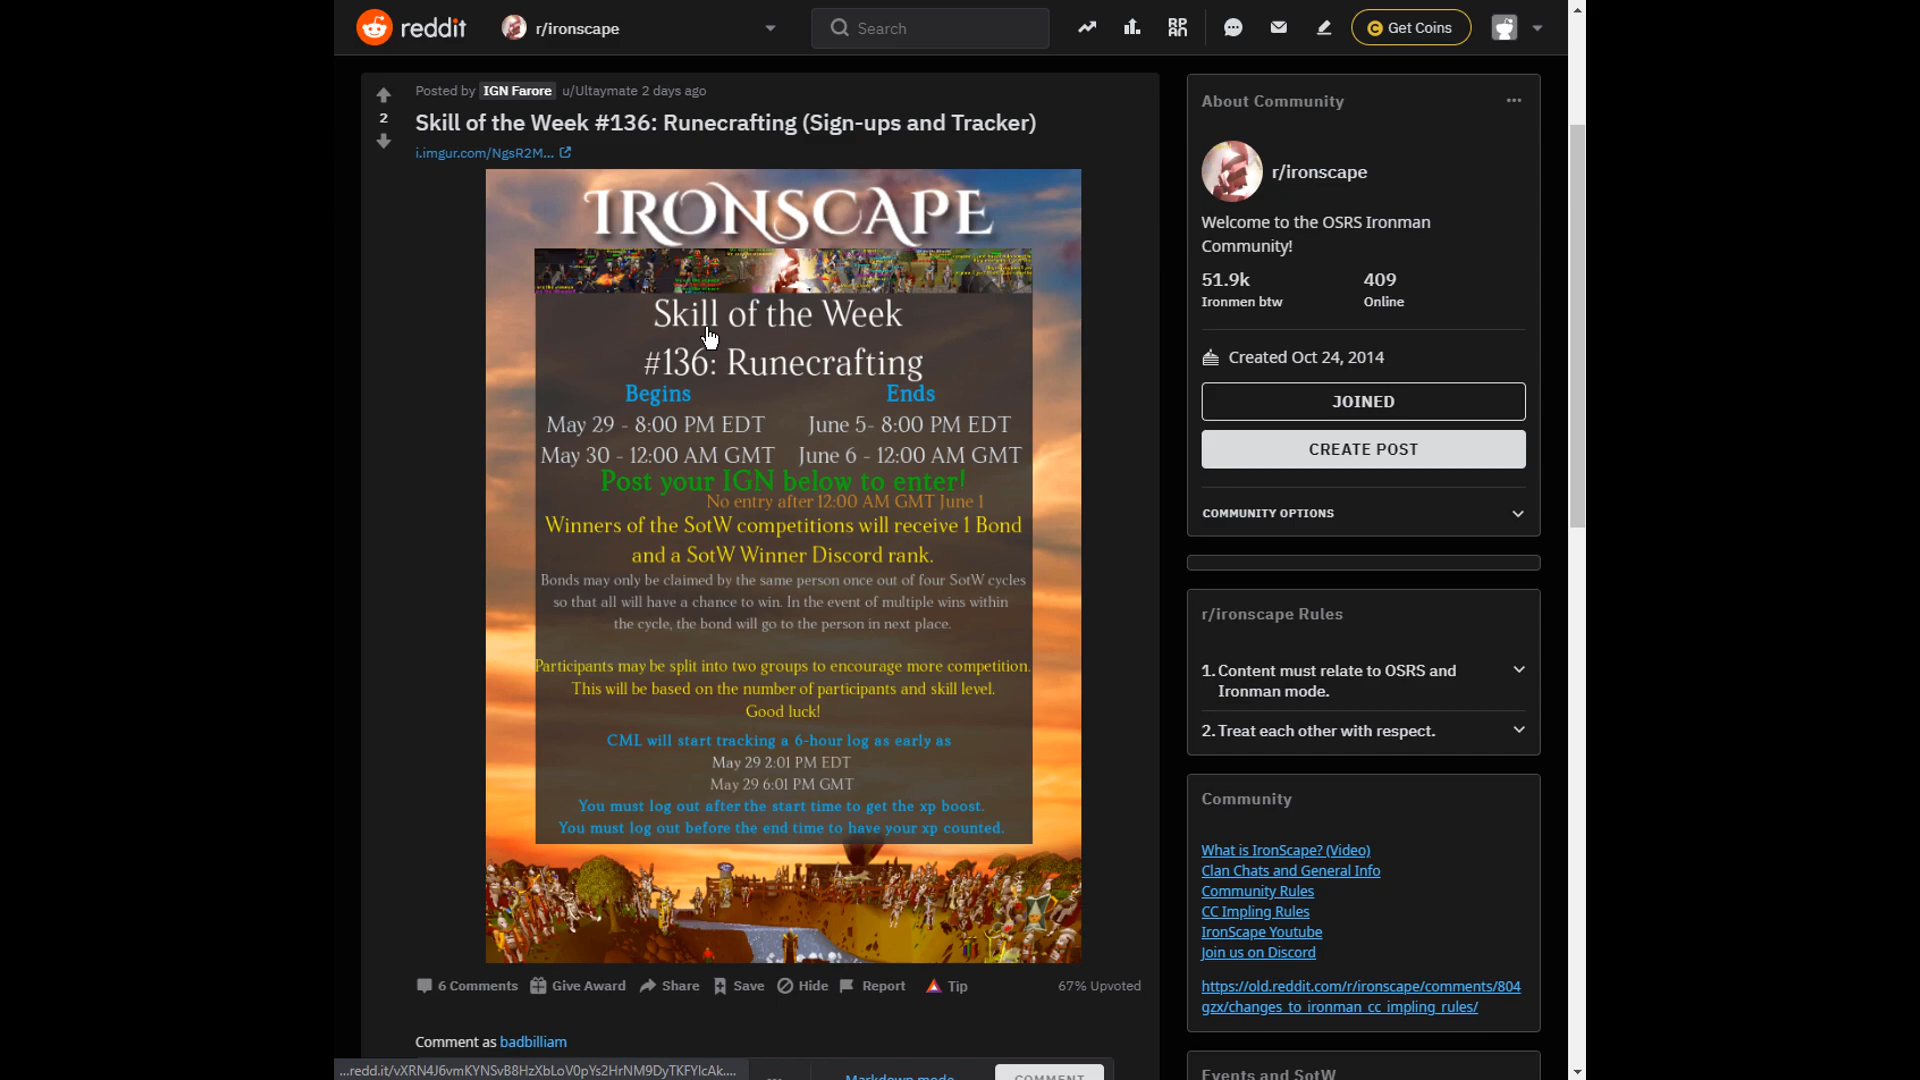 reddit
r/ironscape
Search
Get Coins
Posted by IGN Farore u/Ultaymate 2 days ago
2
Skill of the Week #136: Runecrafting (Sign-ups and Tracker)
i.imgur.com/NgsR2M...
IRONSCAPE
Skill of the Week
#136: Runecrafting
Begins Ends
May 29 - 8:00 PM EDT June 5- 8:00 PM EDT
May 30 - 12:00 AM GMT June 6 - 12:00 AM GMT
Post your IGN below to enter!
No entry after 12:00 AM GMT June 1
Winners of the SotW competitions will receive 1 Bond
and a SotW Winner Discord rank.
Bonds may only be claimed by the same person once out of four SotW cycles
so that all will have a chance to win. In the event of multiple wins within
the cycle, the bond will go to the person in next place.
Participants may be split into two groups to encourage more competition.
This will be based on the number of participants and skill level.
Good luck!
CML will start tracking a 6-hour log as early as
May 29 2:01 PM EDT
May 29 6:01 PM GMT
You must log out after the start time to get the xp boost.
You must log out before the end time to have your xp counted.
6 Comments Give Award Share Save Hide Report Tip 67% Upvoted
Comment as badbilliam
...redd.it/vXRN4J6vmKYNSvB8HzXbLoV0pYs2HrNM9DyTKFYlcAk....
Markdown mode
COMMENT
About Community
r/ironscape
Welcome to the OSRS Ironman
Community!
51.9k 409
Ironmen btw Online
Created Oct 24, 2014
JOINED
CREATE POST
COMMUNITY OPTIONS
r/ironscape Rules
1. Content must relate to OSRS and
Ironman mode.
2. Treat each other with respect.
Community
What is IronScape? (Video)
Clan Chats and General Info
Community Rules
CC Impling Rules
IronScape Youtube
Join us on Discord
https://old.reddit.com/r/ironscape/comments/804
gzx/changes_to_ironman_cc_impling_rules/
Events and SotW